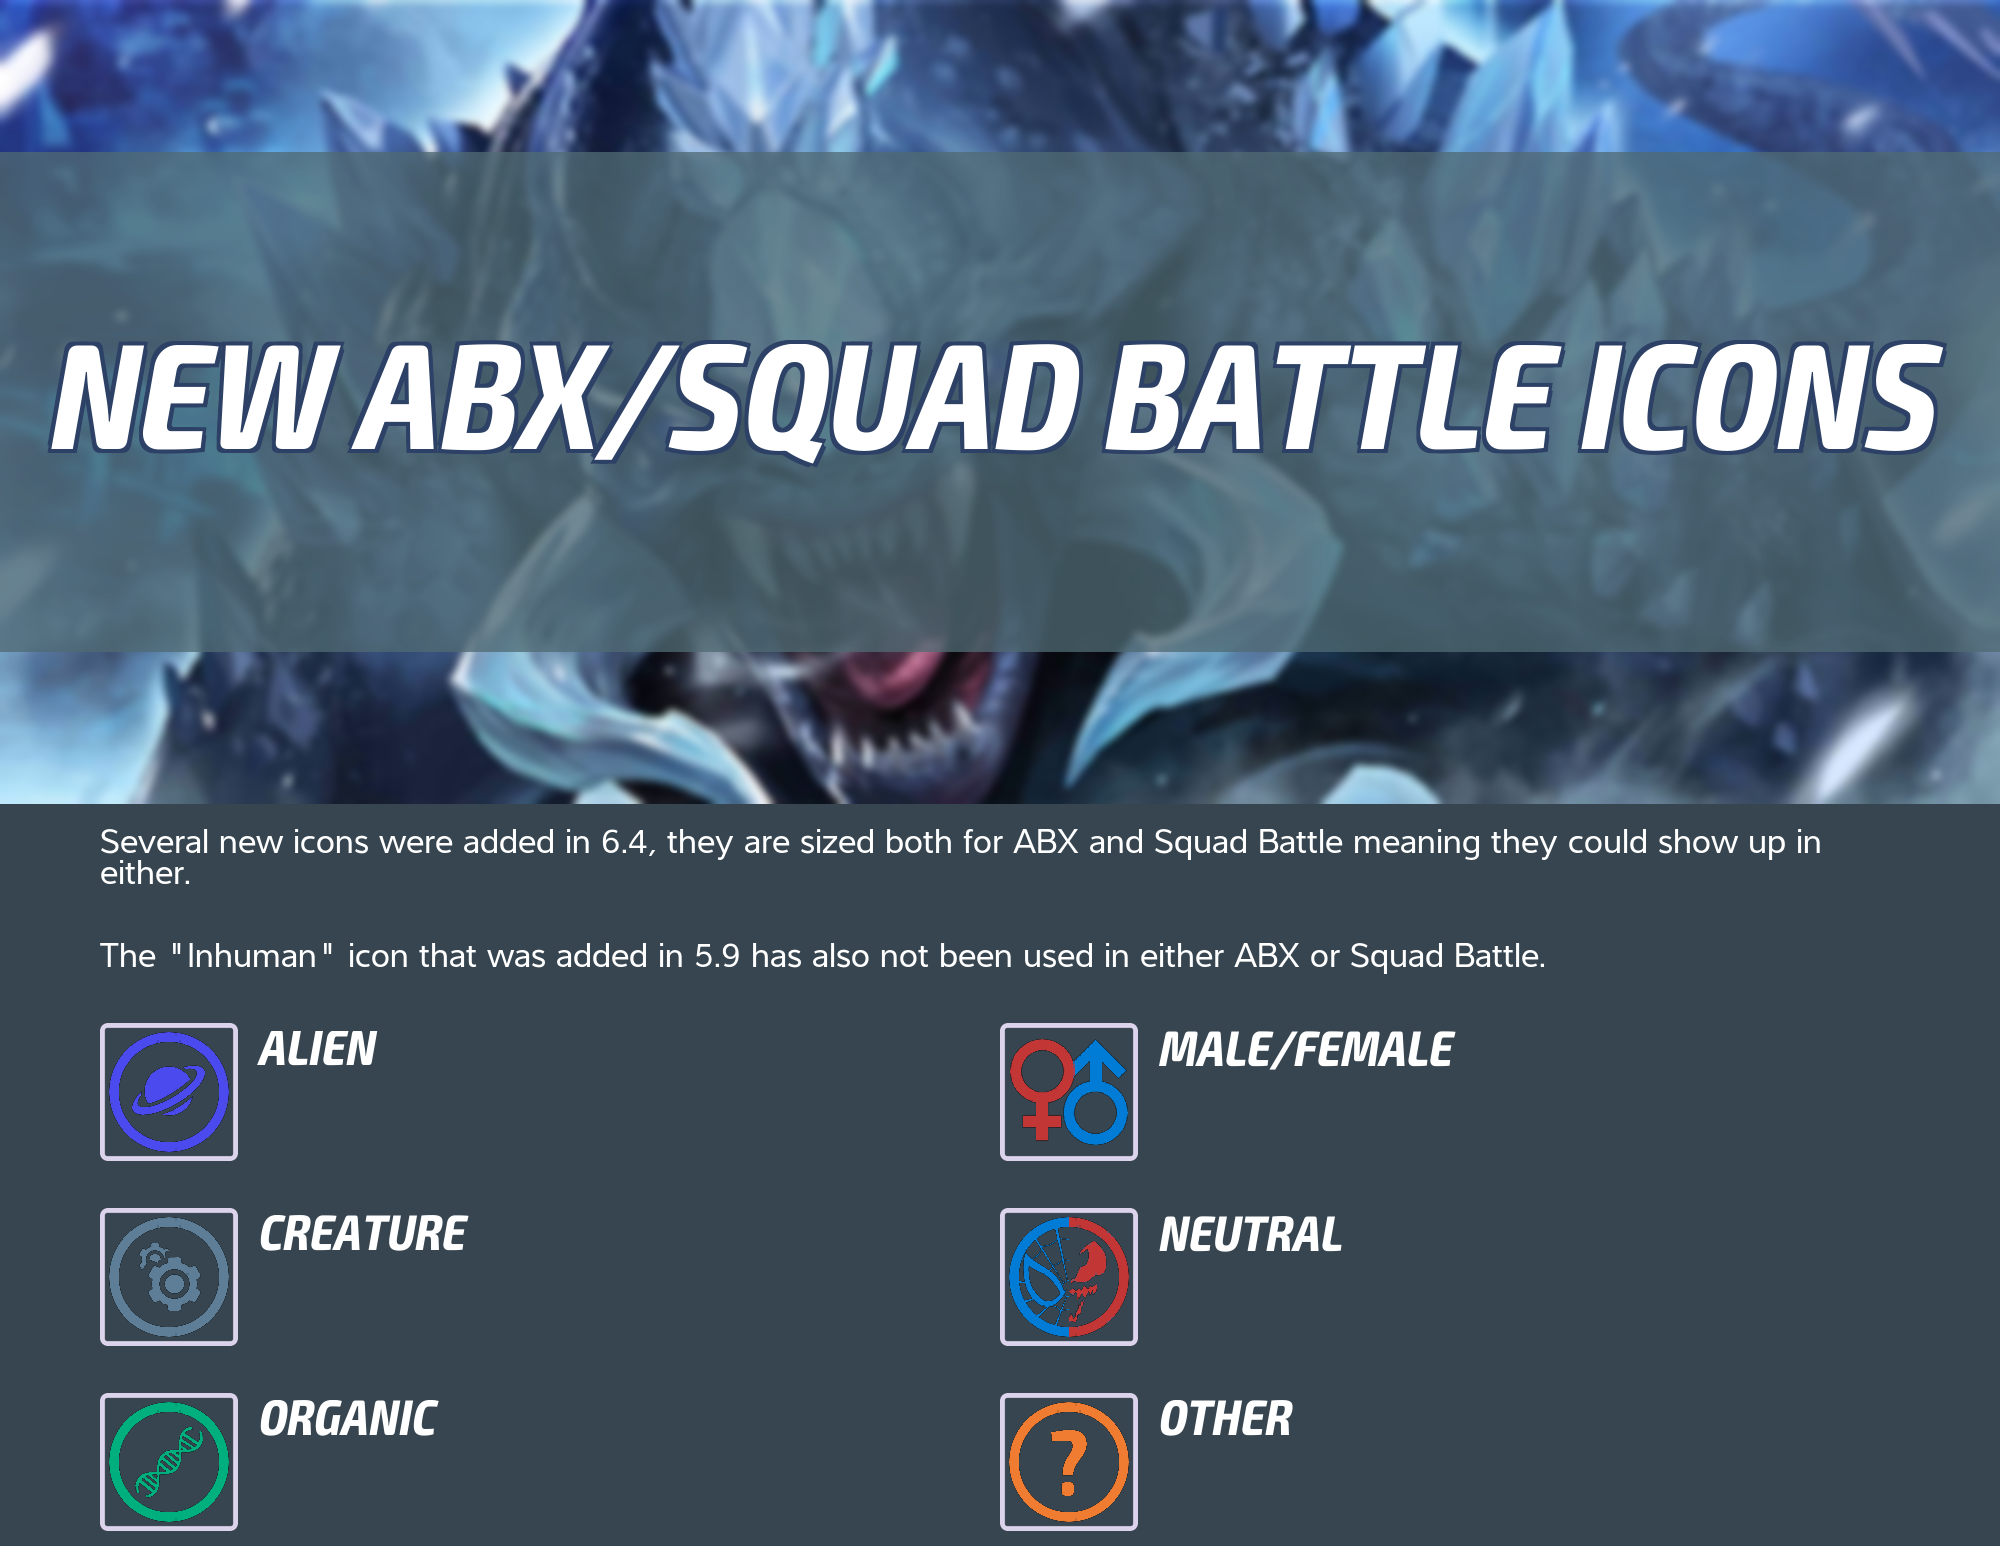 NEW ABX/SQUAD BATTLE ICONS
Several new icons were added in 6.4, they are sized both for ABX and Squad Battle meaning they could show up in
either.
The "Inhuman" icon that was added in 5.9 has also not been used in either ABX or Squad Battle.
ALIEN
MALE/FEMALE
CREATURE
NEUTRAL
ORGANIC
OTHER